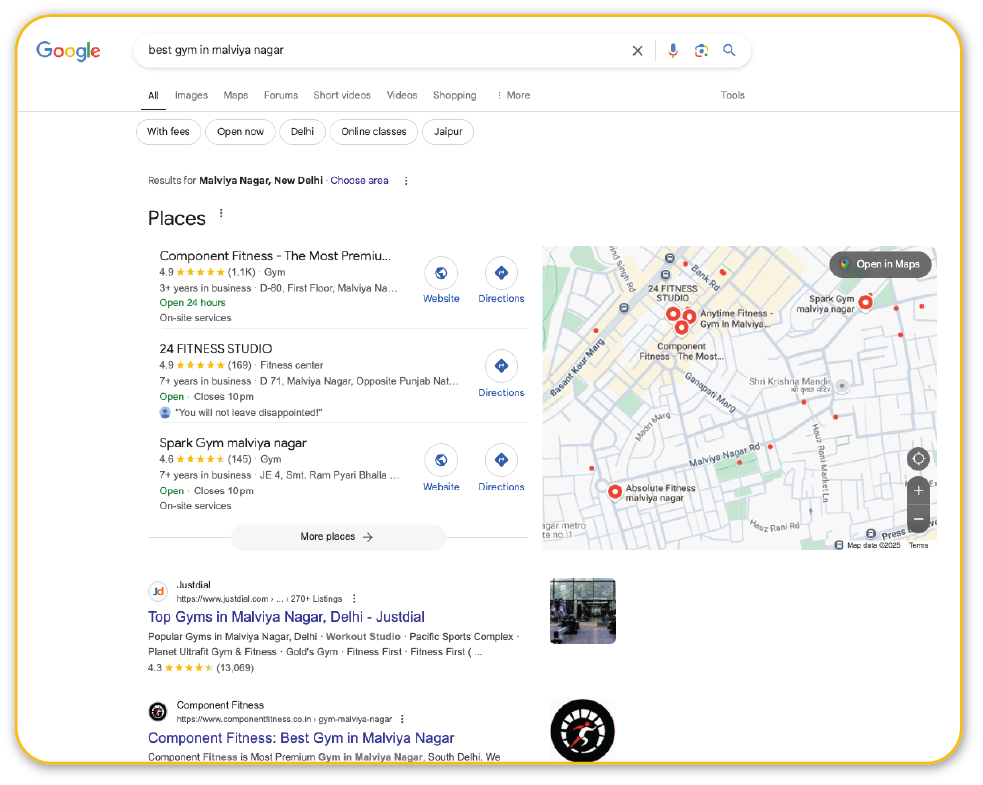 Google
best gym in malviya nagar
All Images Maps Forums Short videos Videos Shopping More Tools
With fees Open now Delhi Online classes Jaipur
Results for Malviya Nagar, New Delhi · Choose area
Places
Component Fitness - The Most Premiu...
4.9 (1.1K) · Gym
3+ years in business · D-80, First Floor, Malviya Na...
Open 24 hours
On-site services
Website Directions
24 FITNESS STUDIO
4.9 (169) · Fitness center
7+ years in business · D 71, Malviya Nagar, Opposite Punjab Nat...
Open · Closes 10 pm
"You will not leave disappointed!"
Directions
Spark Gym malviya nagar
4.6 (145) · Gym
7+ years in business · JE 4, Smt. Ram Pyari Bhalle ...
Open · Closes 10 pm
On-site services
Website Directions
More places
Open in Maps
Bank Rd
24 FITNESS
STUDIO
Anytime Fitness -
Gym In Malviya...
Spark Gym
malviya nagar
Component
Fitness - The Most...
Basant Kaur Marg
Ganapati Marg
Shri Krishna Mandir
श्री कृष्ण मंदिर
Madri Marg
Malviya Nagar Rd
Hauz Rani Market Ln
Absolute Fitness
malviya nagar
Hauz Rani Rd
agar metro
te no. 1
Press
Map data ©2025 Terms
Jd
Justdial
https://www.justdial.com › ... › 270+ Listings
Top Gyms in Malviya Nagar, Delhi - Justdial
Popular Gyms in Malviya Nagar, Delhi · Workout Studio · Pacific Sports Complex ·
Planet Ultrafit Gym & Fitness · Gold's Gym · Fitness First · Fitness First ( ...
4.3 (13,069)
Component Fitness
https://www.componentfitness.co.in › gym-malviya-nagar
Component Fitness: Best Gym in Malviya Nagar
Component Fitness is Most Premium Gym in Malviya Nagar, South Delhi. We